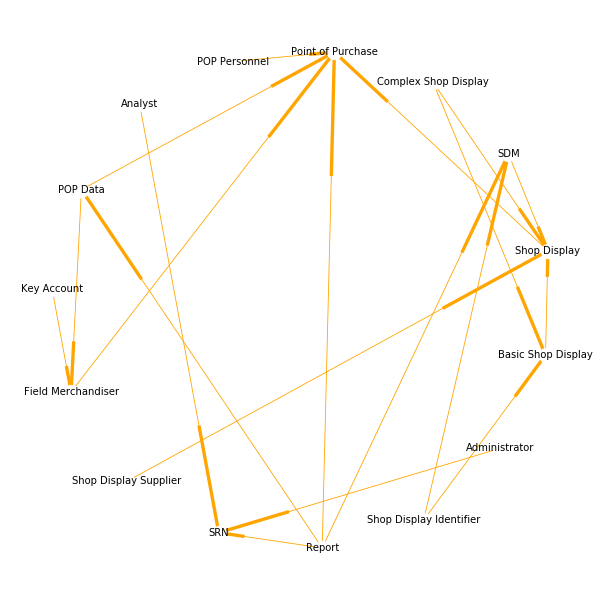 Point of Purchase
POP Personnel
Complex Shop Display
Analyst
SDM
POP Data
Shop Display
Key Account
Basic Shop Display
Field Merchandiser
Administrator
Shop Display Supplier
Shop Display Identifier
SRN
Report